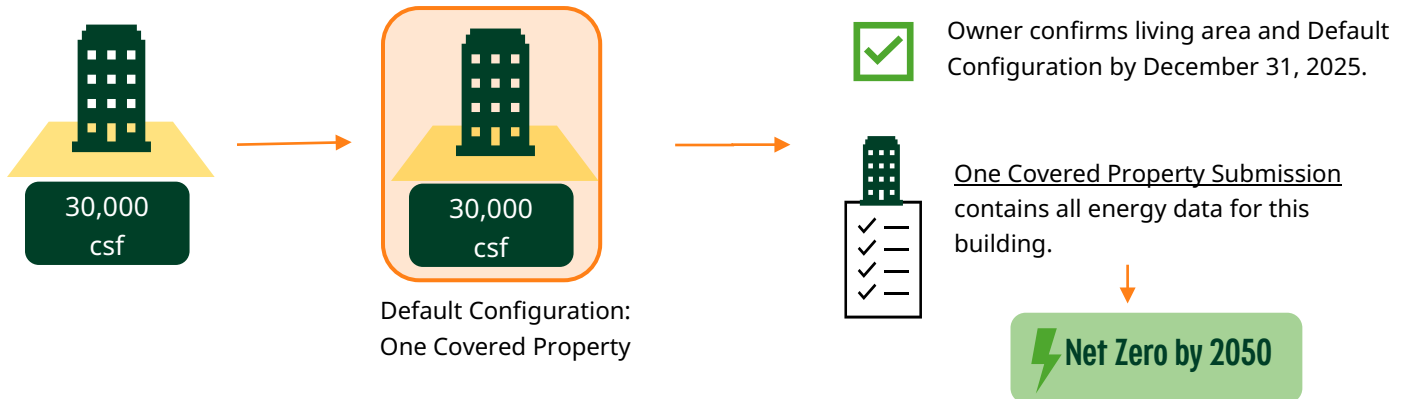 30,000
csf
30,000
csf
Default Configuration:
One Covered Property
Owner confirms living area and Default
Configuration by December 31, 2025.
One Covered Property Submission
contains all energy data for this
building.
Net Zero by 2050